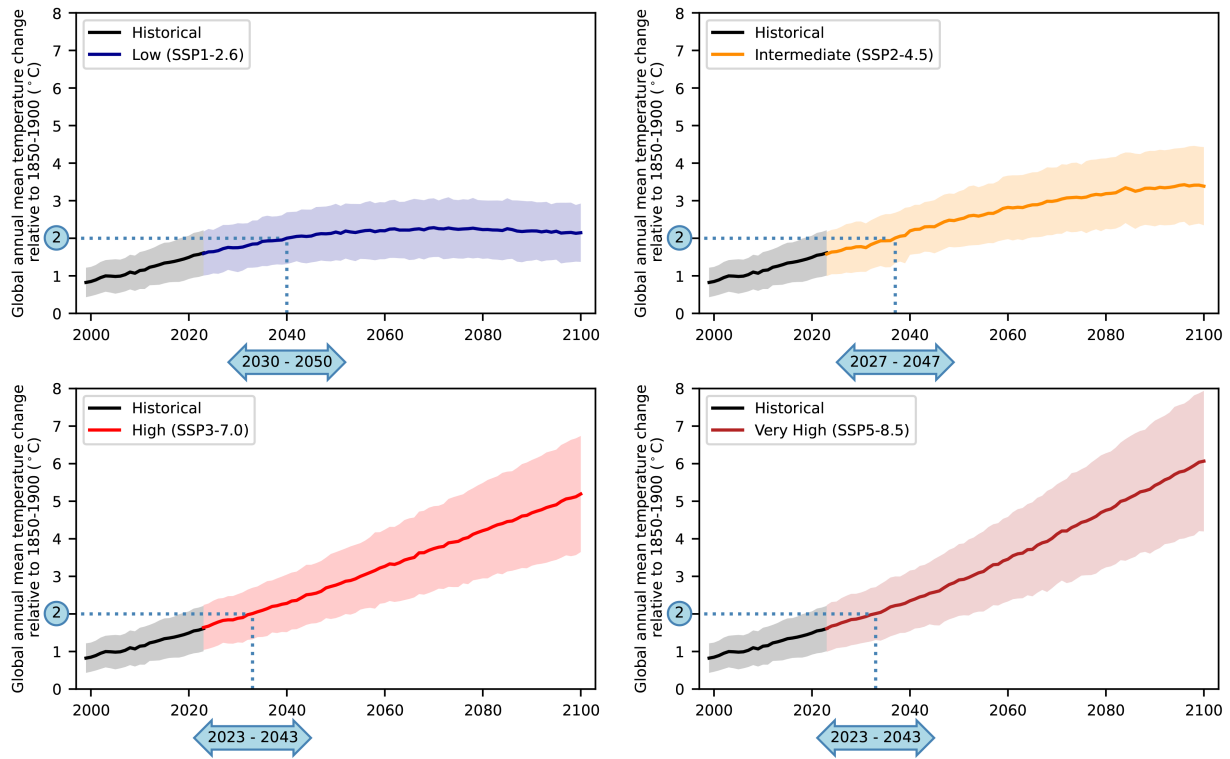 Global annual mean temperature change
relative to 1850-1900 (°C)
8
7
6
5
4
3
2
1
0
Historical
Low (SSP1-2.6)
2000 2020 2040 2060 2080 2100
2030 - 2050
Global annual mean temperature change
relative to 1850-1900 (°C)
8
7
6
5
4
3
2
1
0
Historical
Intermediate (SSP2-4.5)
2000 2020 2040 2060 2080 2100
2027 - 2047
Global annual mean temperature change
relative to 1850-1900 (°C)
8
7
6
5
4
3
2
1
0
Historical
High (SSP3-7.0)
2000 2020 2040 2060 2080 2100
2023 - 2043
Global annual mean temperature change
relative to 1850-1900 (°C)
8
7
6
5
4
3
2
1
0
Historical
Very High (SSP5-8.5)
2000 2020 2040 2060 2080 2100
2023 - 2043